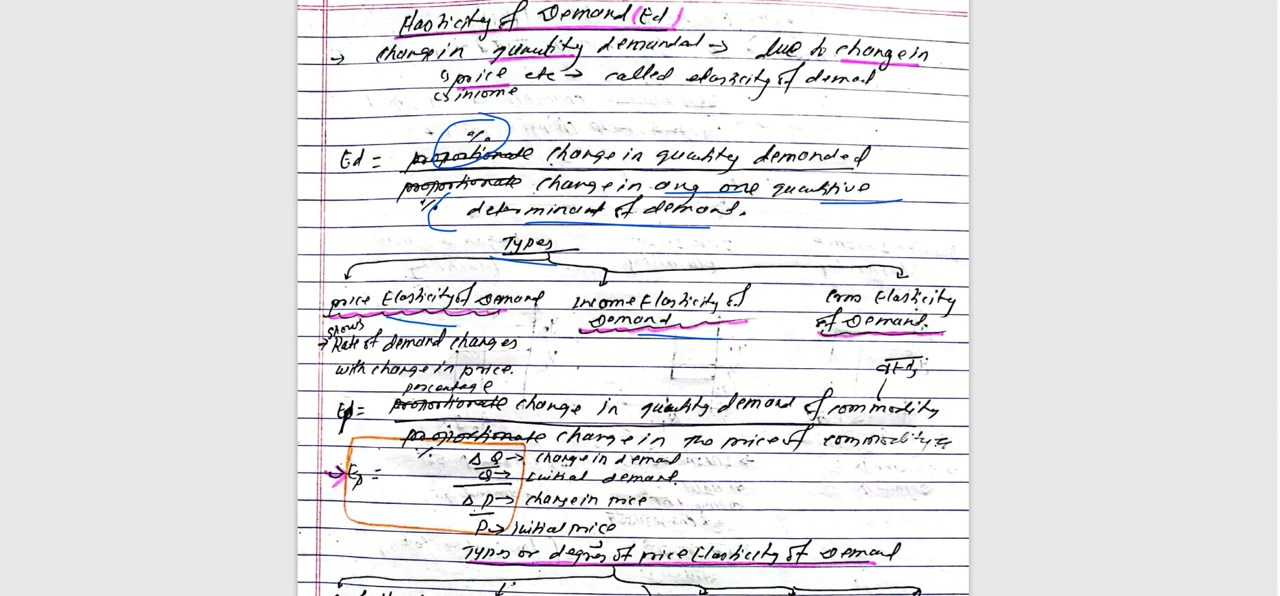 Elasticity of Demand (Ed)
→ change in quantity demanded → due to change in
↳ price etc → called elasticity of demad
↳ income
%
Ed = proportionate change in quantity demanded
proportionate change in any one quantitive
% determinant of demand.
Types
price Elasticity of Demand Income Elasticity of Cross Elasticity
Demand of Demand.
shows
→ Rate of demand changes
with change in price.
percentage
Ep = proportionate change in quantity demand of commodity
proportionate change in the price of commodity
%
→ Ep = ΔQ → change in demand
Q → initial demand.
ΔP → change in price
P → initial price
Types or degree of price Elasticity of Demand